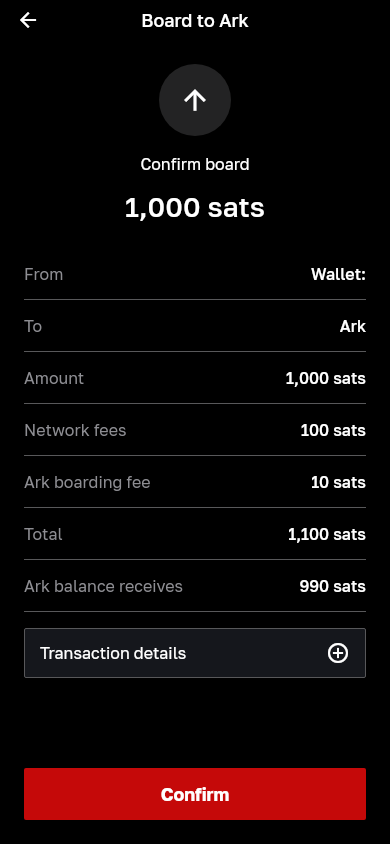 Board to Ark
Confirm board
1,000 sats
From Wallet:
To Ark
Amount 1,000 sats
Network fees 100 sats
Ark boarding fee 10 sats
Total 1,100 sats
Ark balance receives 990 sats
Transaction details
Confirm